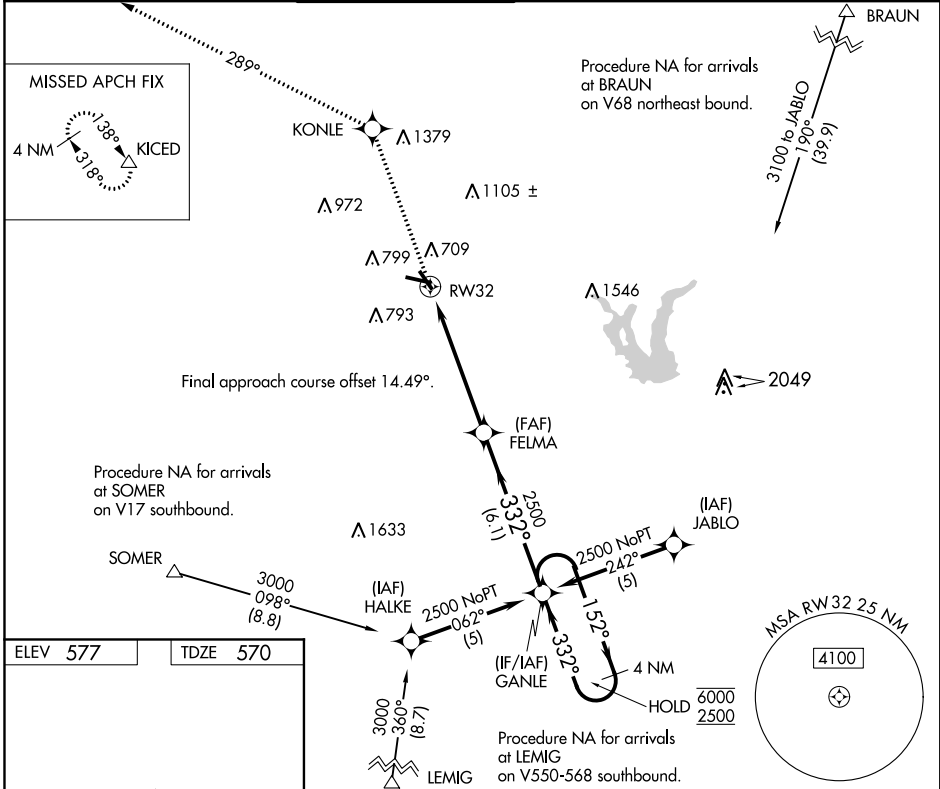 BRAUN
289°
Procedure NA for arrivals
at BRAUN
on V68 northeast bound.
MISSED APCH FIX
138°
4 NM
KICED
318°
KONLE
1379
3100 to JABLO
190°
(39.9)
972
1105 ±
799
709
RW32
1546
793
2049
Final approach course offset 14.49°.
(FAF)
FELMA
Procedure NA for arrivals
at SOMER
on V17 southbound.
2500
332°
(6.1)
(IAF)
JABLO
1633
SOMER
2500 NoPT
242°
(5)
3000
098°
(8.8)
(IAF)
HALKE
2500 NoPT
062°
(5)
152°
332°
MSA RW32 25 NM
4100
(IF/IAF)
GANLE
4 NM
HOLD
6000
2500
ELEV 577
TDZE 570
3000
360°
(8.7)
LEMIG
Procedure NA for arrivals
at LEMIG
on V550-568 southbound.